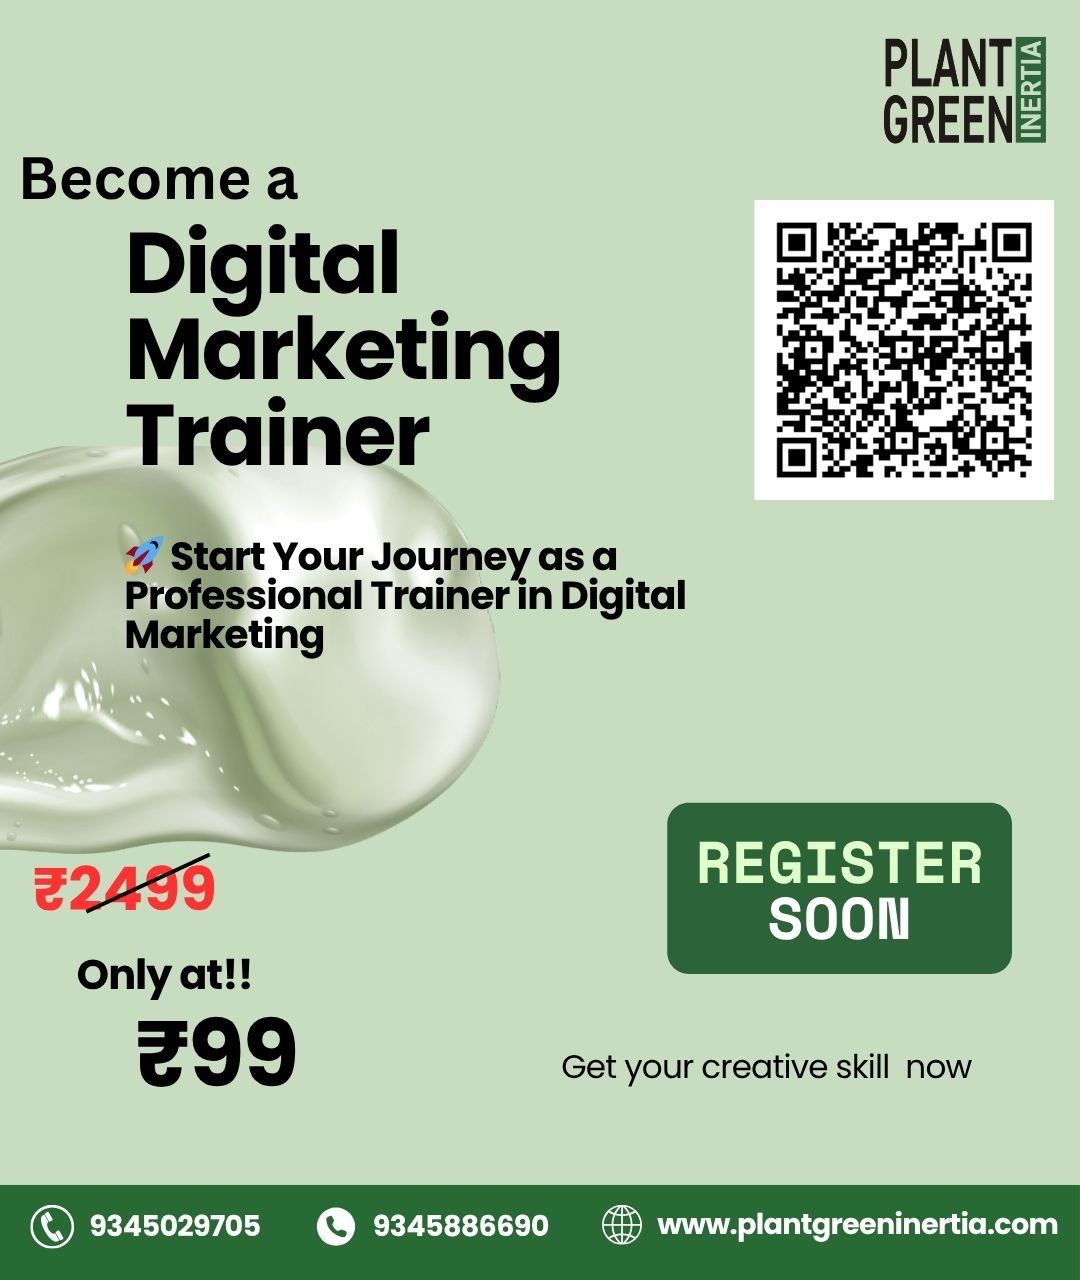 PLANT
GREEN
INERTIA
Become a
Digital
Marketing
Trainer
🚀 Start Your Journey as a
Professional Trainer in Digital
Marketing
₹2499
Only at!!
₹99
REGISTER
SOON
Get your creative skill  now
9345029705
9345886690
www.plantgreeninertia.com